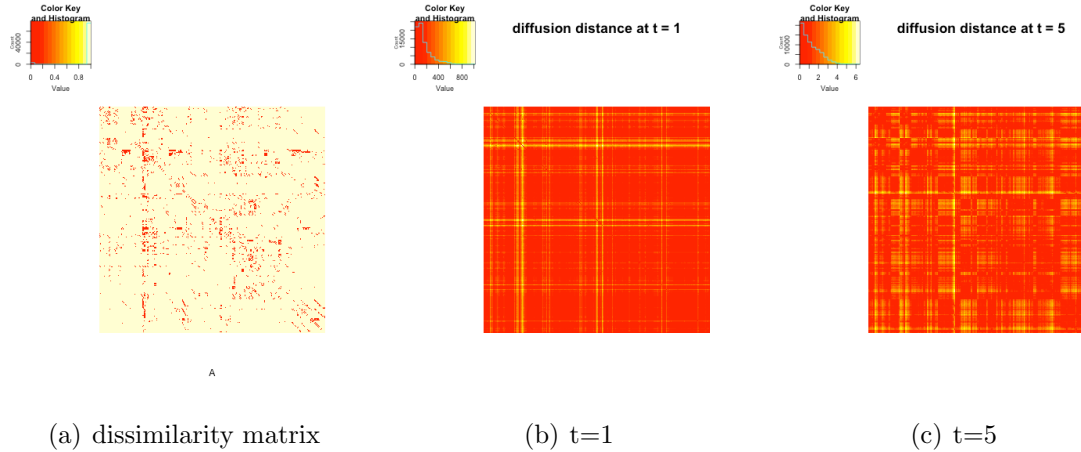 Color Key
and Histogram
Count
0 40000
0 0.4 0.8
Value
A
(a) dissimilarity matrix
Color Key
and Histogram
Count
0 15000
0 400 800
Value
diffusion distance at t = 1
(b) t=1
Color Key
and Histogram
Count
0 10000
0 2 4 6
Value
diffusion distance at t = 5
(c) t=5